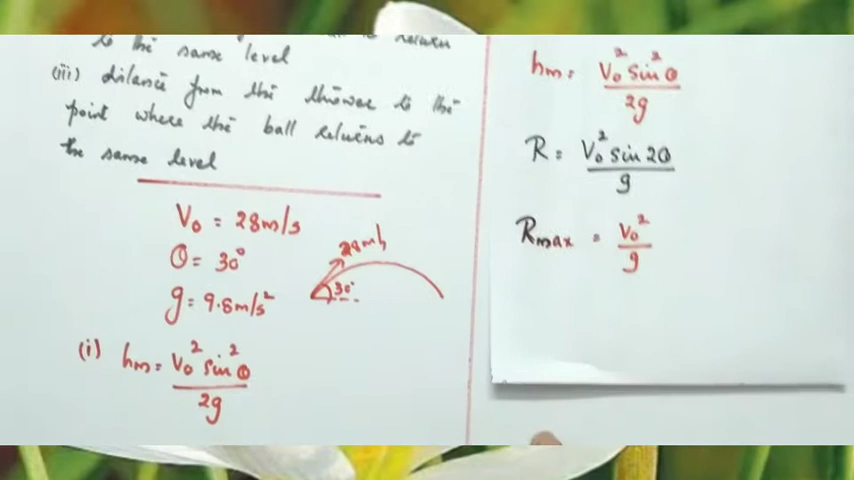 to the same level
(iii) distance from the thrower to the
point where the ball returns to
the same level
V₀ = 28m/s
θ = 30°
g = 9.8m/s²
28m/s
30°
(i) hm = V₀² sin² θ
2g
hm = V₀² sin² θ
2g
R = V₀² sin 2θ
g
Rmax = V₀²
g